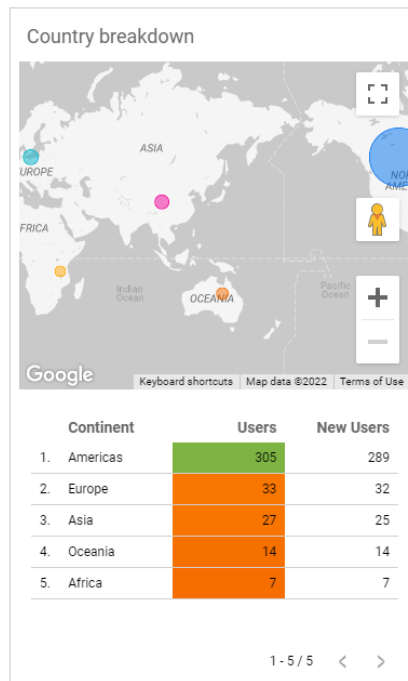 Country breakdown
ASIA
UROPE
NOR
AMERI
FRICA
Indian
Ocean
OCEANIA
Pacific
Ocean
Google
Keyboard shortcuts
Map data ©2022
Terms of Use
Continent Users New Users
1. Americas 305 289
2. Europe 33 32
3. Asia 27 25
4. Oceania 14 14
5. Africa 7 7
1 - 5 / 5